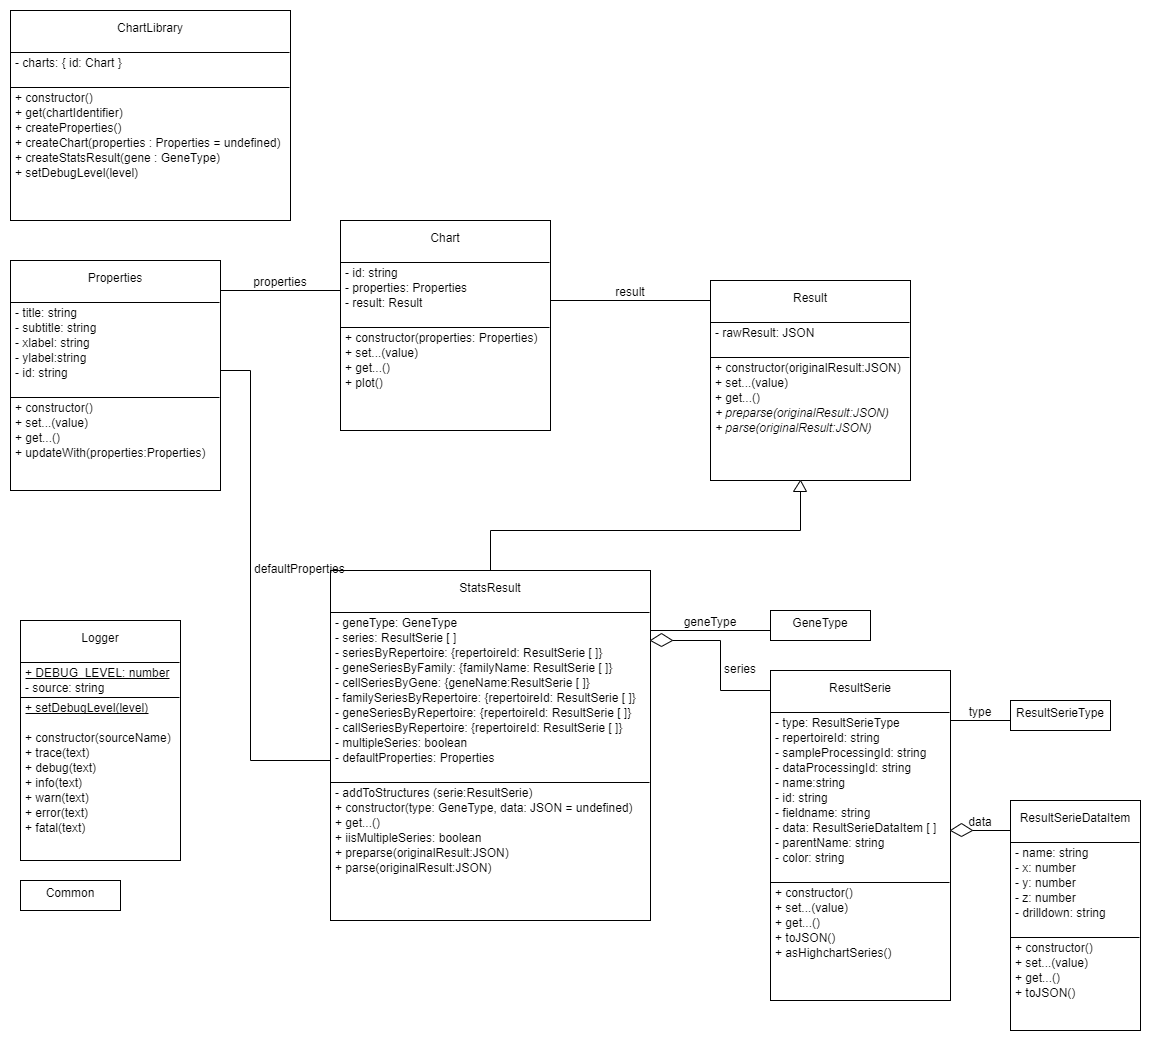 ChartLibrary
- charts: { id: Chart }
+ constructor()
+ get(chartIdentifier)
+ createProperties()
+ createChart(properties : Properties = undefined)
+ createStatsResult(gene : GeneType)
+ setDebugLevel(level)
Properties
- title: string
- subtitle: string
- xlabel: string
- ylabel:string
- id: string
+ constructor()
+ set...(value)
+ get...()
+ updateWith(properties:Properties)
properties
Chart
- id: string
- properties: Properties
- result: Result
+ constructor(properties: Properties)
+ set...(value)
+ get...()
+ plot()
result
Result
- rawResult: JSON
+ constructor(originalResult:JSON)
+ set...(value)
+ get...()
+ preparse(originalResult:JSON)
+ parse(originalResult:JSON)
defaultProperties
StatsResult
- geneType: GeneType
- series: ResultSerie [ ]
- seriesByRepertoire: {repertoireId: ResultSerie [ ]}
- geneSeriesByFamily: {familyName: ResultSerie [ ]}
- cellSeriesByGene: {geneName:ResultSerie [ ]}
- familySeriesByRepertoire: {repertoireId: ResultSerie [ ]}
- geneSeriesByRepertoire: {repertoireId: ResultSerie [ ]}
- callSeriesByRepertoire: {repertoireId: ResultSerie [ ]}
- multipleSeries: boolean
- defaultProperties: Properties
- addToStructures (serie:ResultSerie)
+ constructor(type: GeneType, data: JSON = undefined)
+ get...()
+ iisMultipleSeries: boolean
+ preparse(originalResult:JSON)
+ parse(originalResult:JSON)
geneType
GeneType
series
ResultSerie
- type: ResultSerieType
- repertoireId: string
- sampleProcessingId: string
- dataProcessingId: string
- name:string
- id: string
- fieldname: string
- data: ResultSerieDataItem [ ]
- parentName: string
- color: string
+ constructor()
+ set...(value)
+ get...()
+ toJSON()
+ asHighchartSeries()
type
ResultSerieType
data
ResultSerieDataItem
- name: string
- x: number
- y: number
- z: number
- drilldown: string
+ constructor()
+ set...(value)
+ get...()
+ toJSON()
Logger
+ DEBUG_LEVEL: number
- source: string
+ setDebugLevel(level)
+ constructor(sourceName)
+ trace(text)
+ debug(text)
+ info(text)
+ warn(text)
+ error(text)
+ fatal(text)
Common